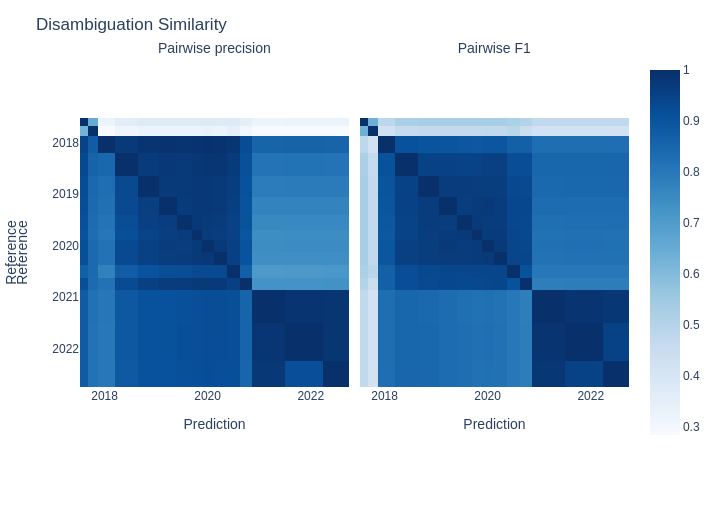 Disambiguation Similarity
Pairwise precision
Pairwise F1
2018
2019
2020
2021
2022
Reference
Reference
2018
2020
2022
2018
2020
2022
Prediction
Prediction
1
0.9
0.8
0.7
0.6
0.5
0.4
0.3